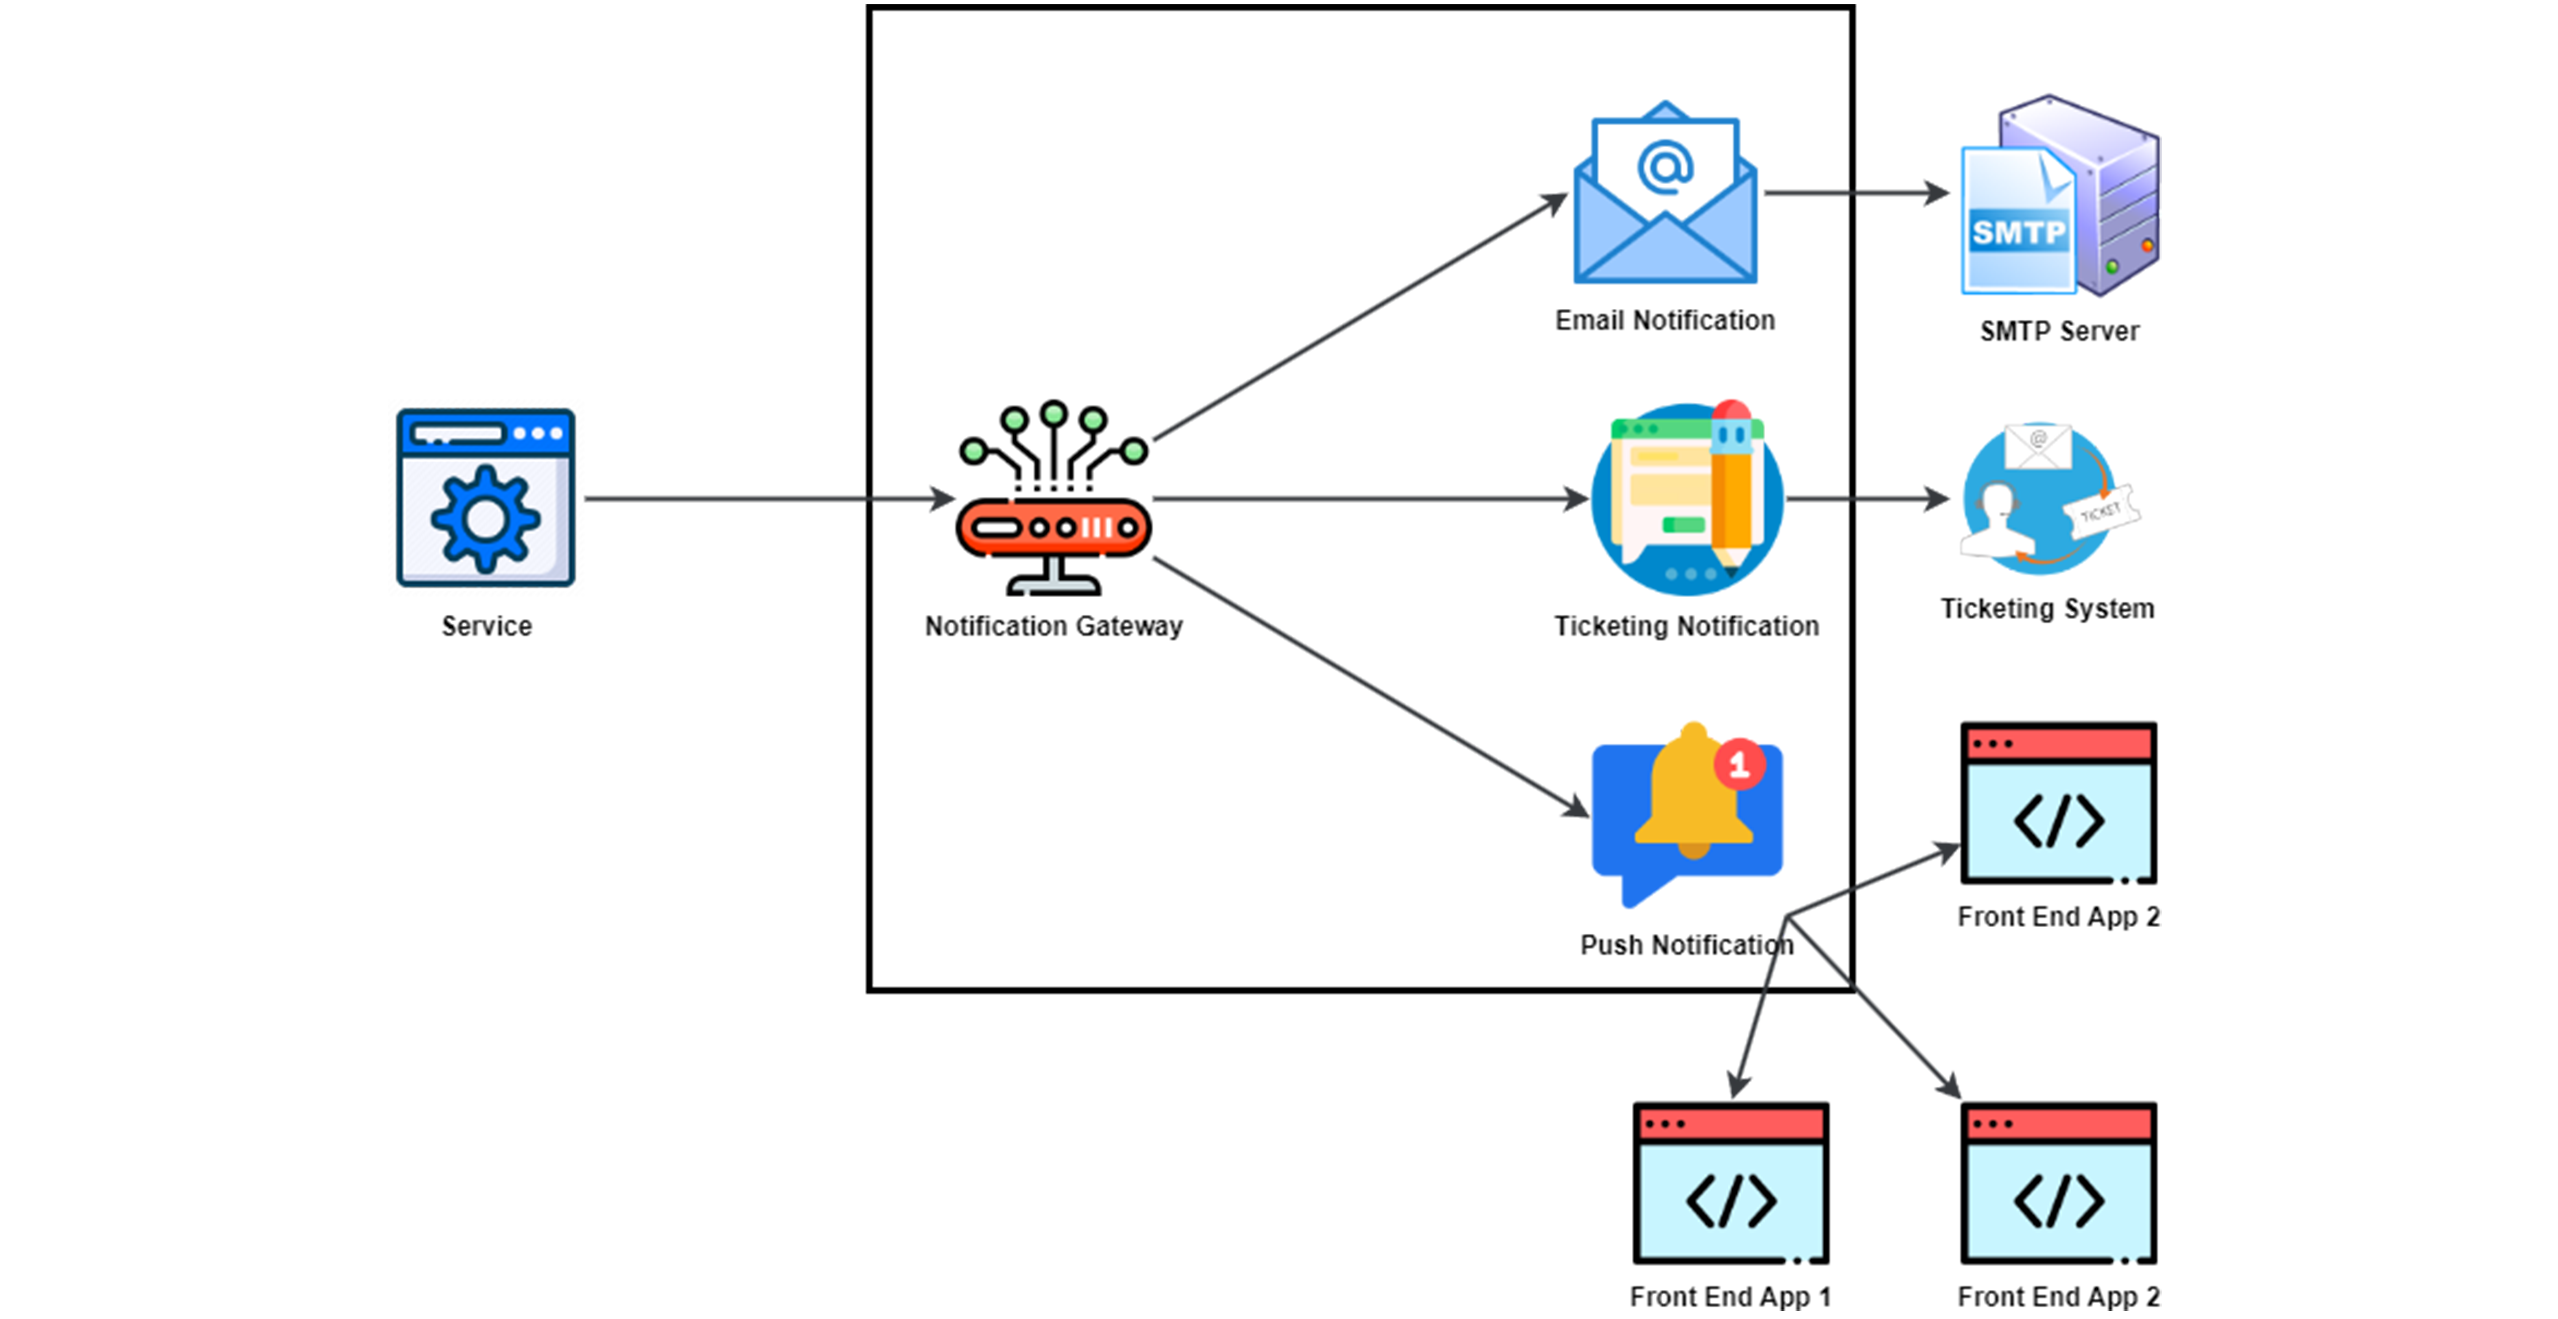 @
Email Notification
SMTP
SMTP Server
Service
Notification Gateway
Ticketing Notification
@
TICKET
Ticketing System
1
Push Notification
</>
Front End App 2
</>
Front End App 1
</>
Front End App 2